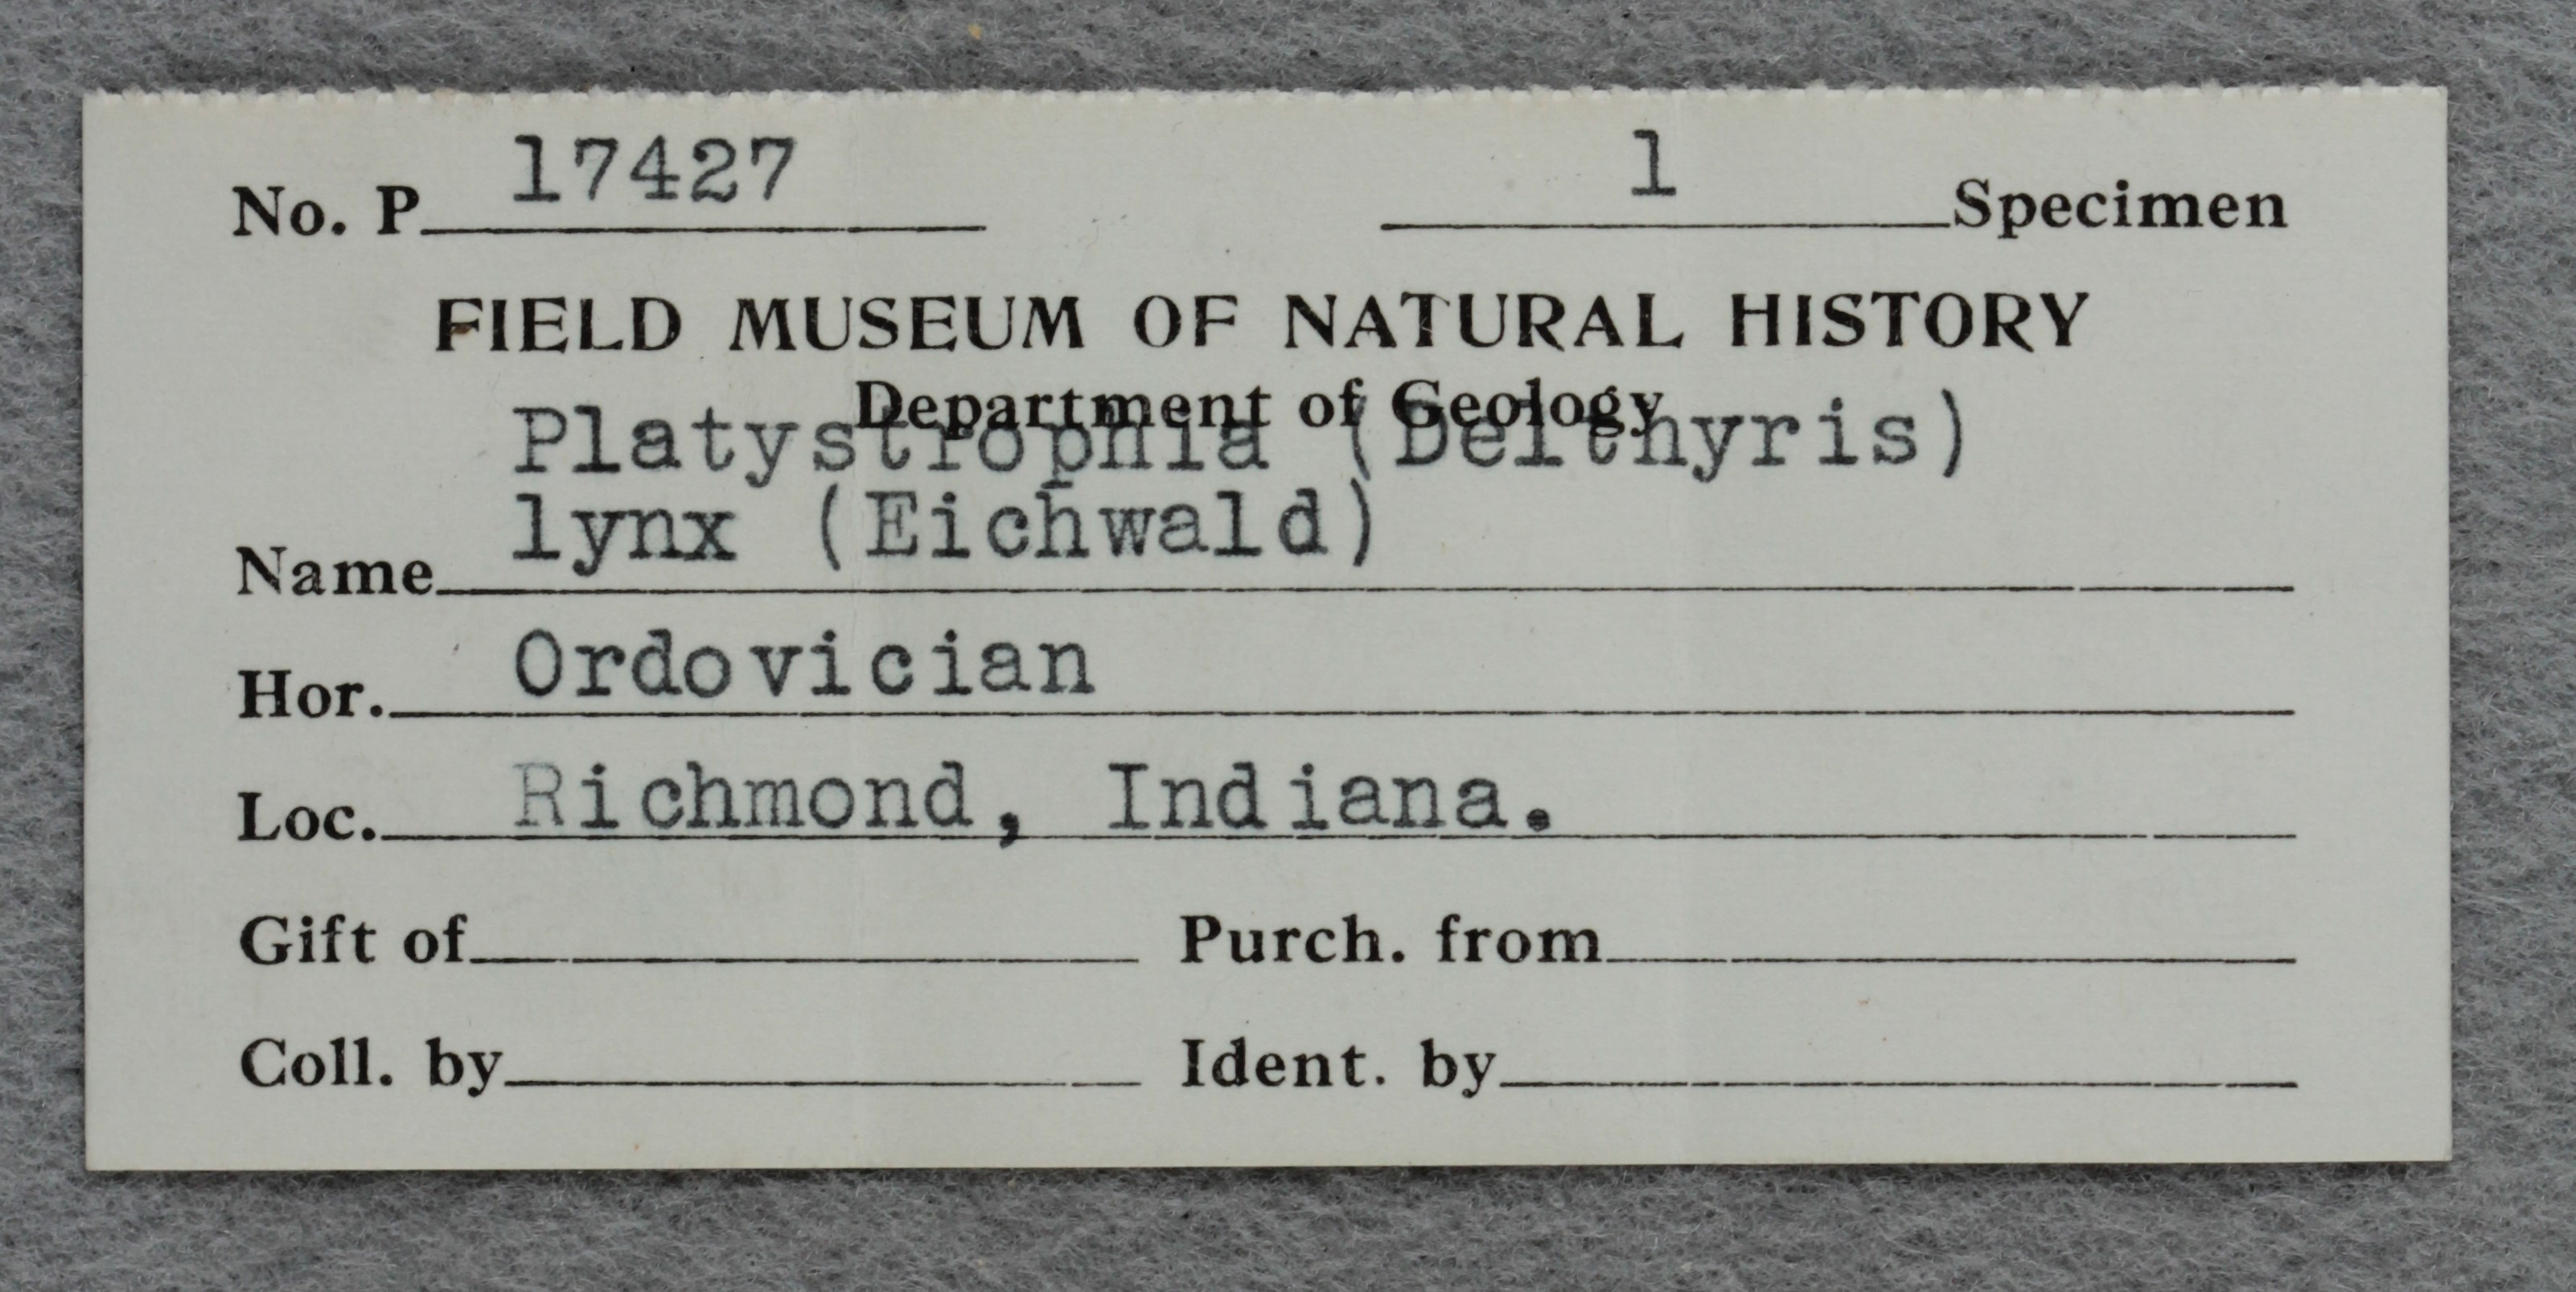 No. P 17427 1 Specimen
FIELD MUSEUM OF NATURAL HISTORY
Department of Geology
Platystrophia (Delthyris)
Name lynx (Eichwald)
Hor. Ordovician
Loc. Richmond, Indiana.
Gift of Purch. from
Coll. by Ident. by